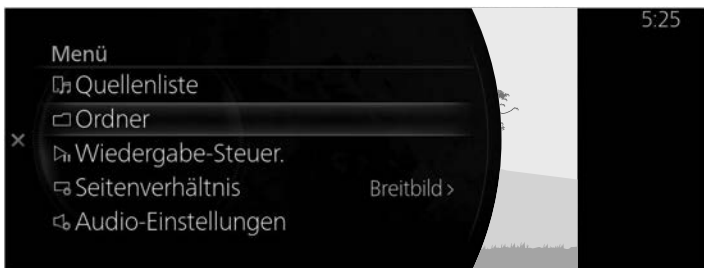 5:25
Menü
Quellenliste
Ordner
Wiedergabe-Steuer.
Seitenverhältnis Breitbild >
Audio-Einstellungen